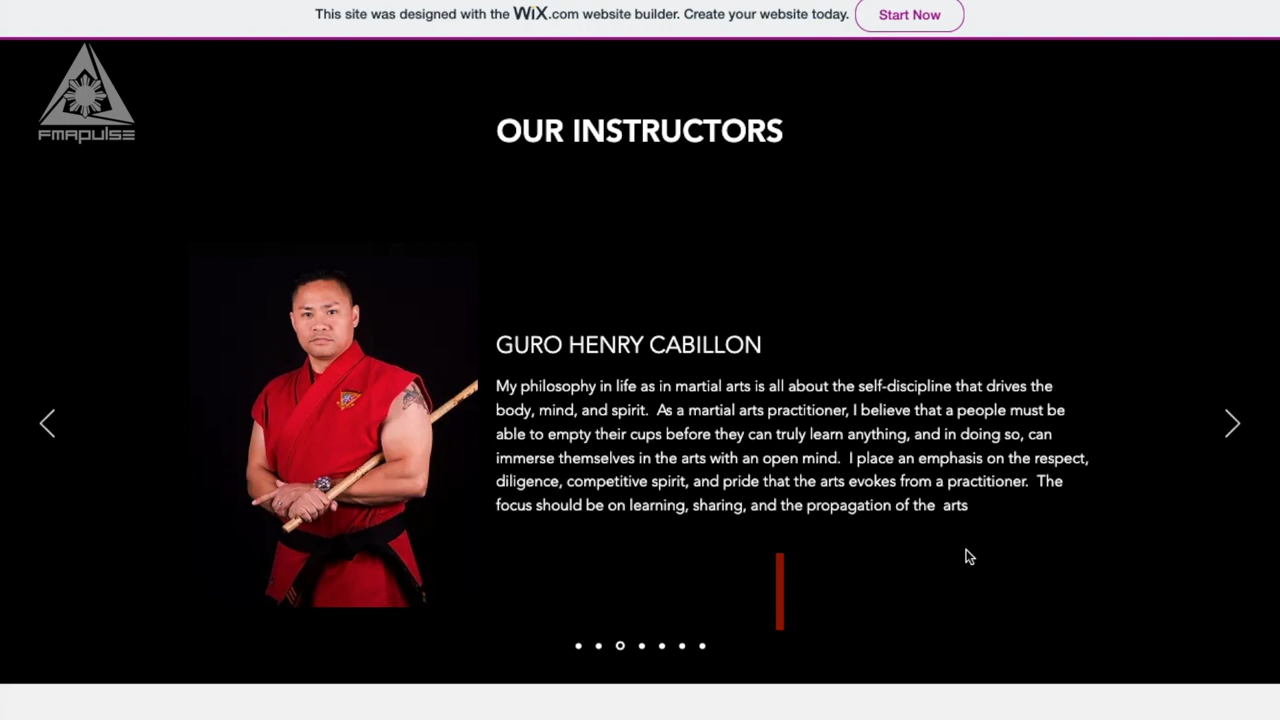 This site was designed with the WiX.com website builder. Create your website today.
Start Now
FMAPULSE
OUR INSTRUCTORS
GURO HENRY CABILLON
My philosophy in life as in martial arts is all about the self-discipline that drives the
body, mind, and spirit.  As a martial arts practitioner, I believe that a people must be
able to empty their cups before they can truly learn anything, and in doing so, can
immerse themselves in the arts with an open mind.  I place an emphasis on the respect,
diligence, competitive spirit, and pride that the arts evokes from a practitioner.  The
focus should be on learning, sharing, and the propagation of the  arts